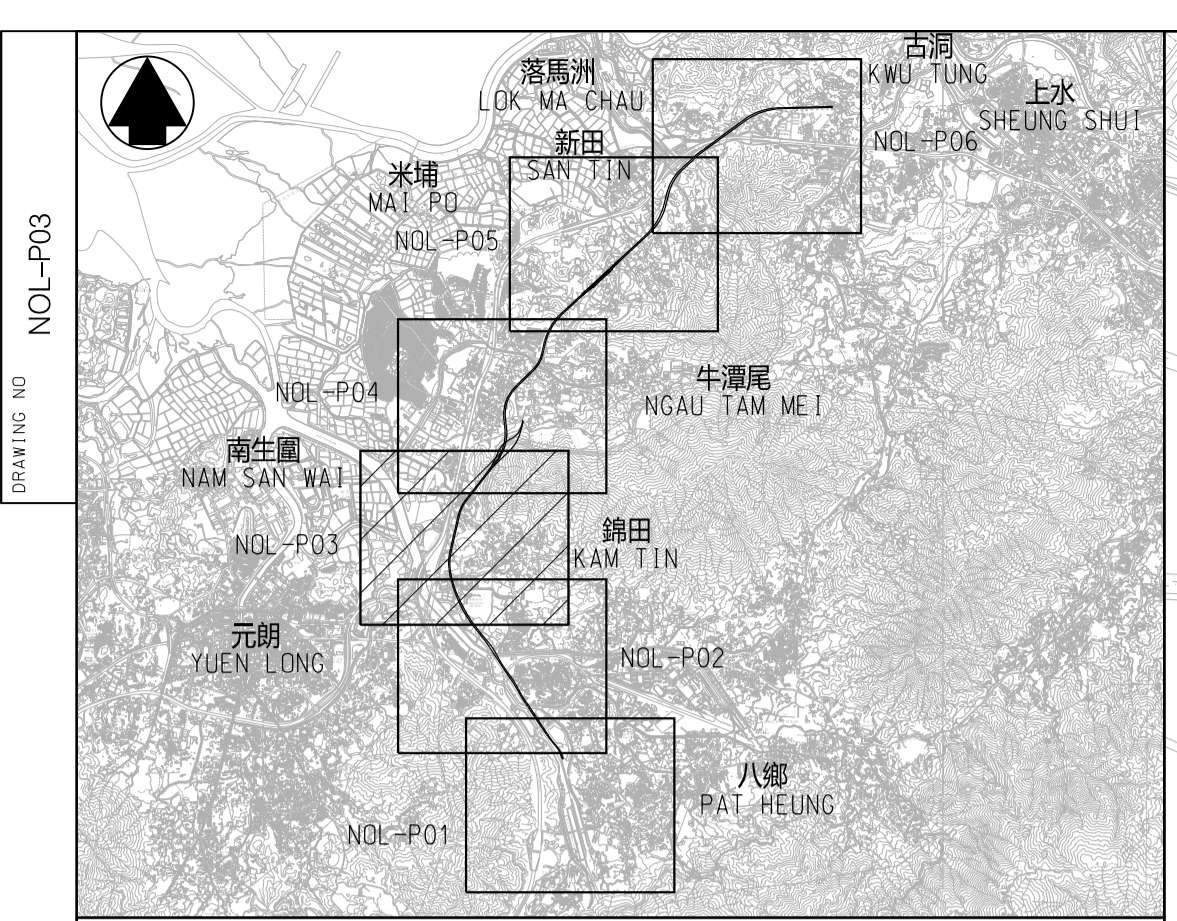 DRAWING NO NOL-P03
古洞
KWU TUNG
落馬洲
LOK MA CHAU
上水
SHEUNG SHUI
新田
SAN TIN
NOL-P06
米埔
MAI PO
NOL-P05
牛潭尾
NGAU TAM MEI
NOL-P04
南生圍
NAM SAN WAI
錦田
KAM TIN
NOL-P03
元朗
YUEN LONG
NOL-P02
八鄉
PAT HEUNG
NOL-P01